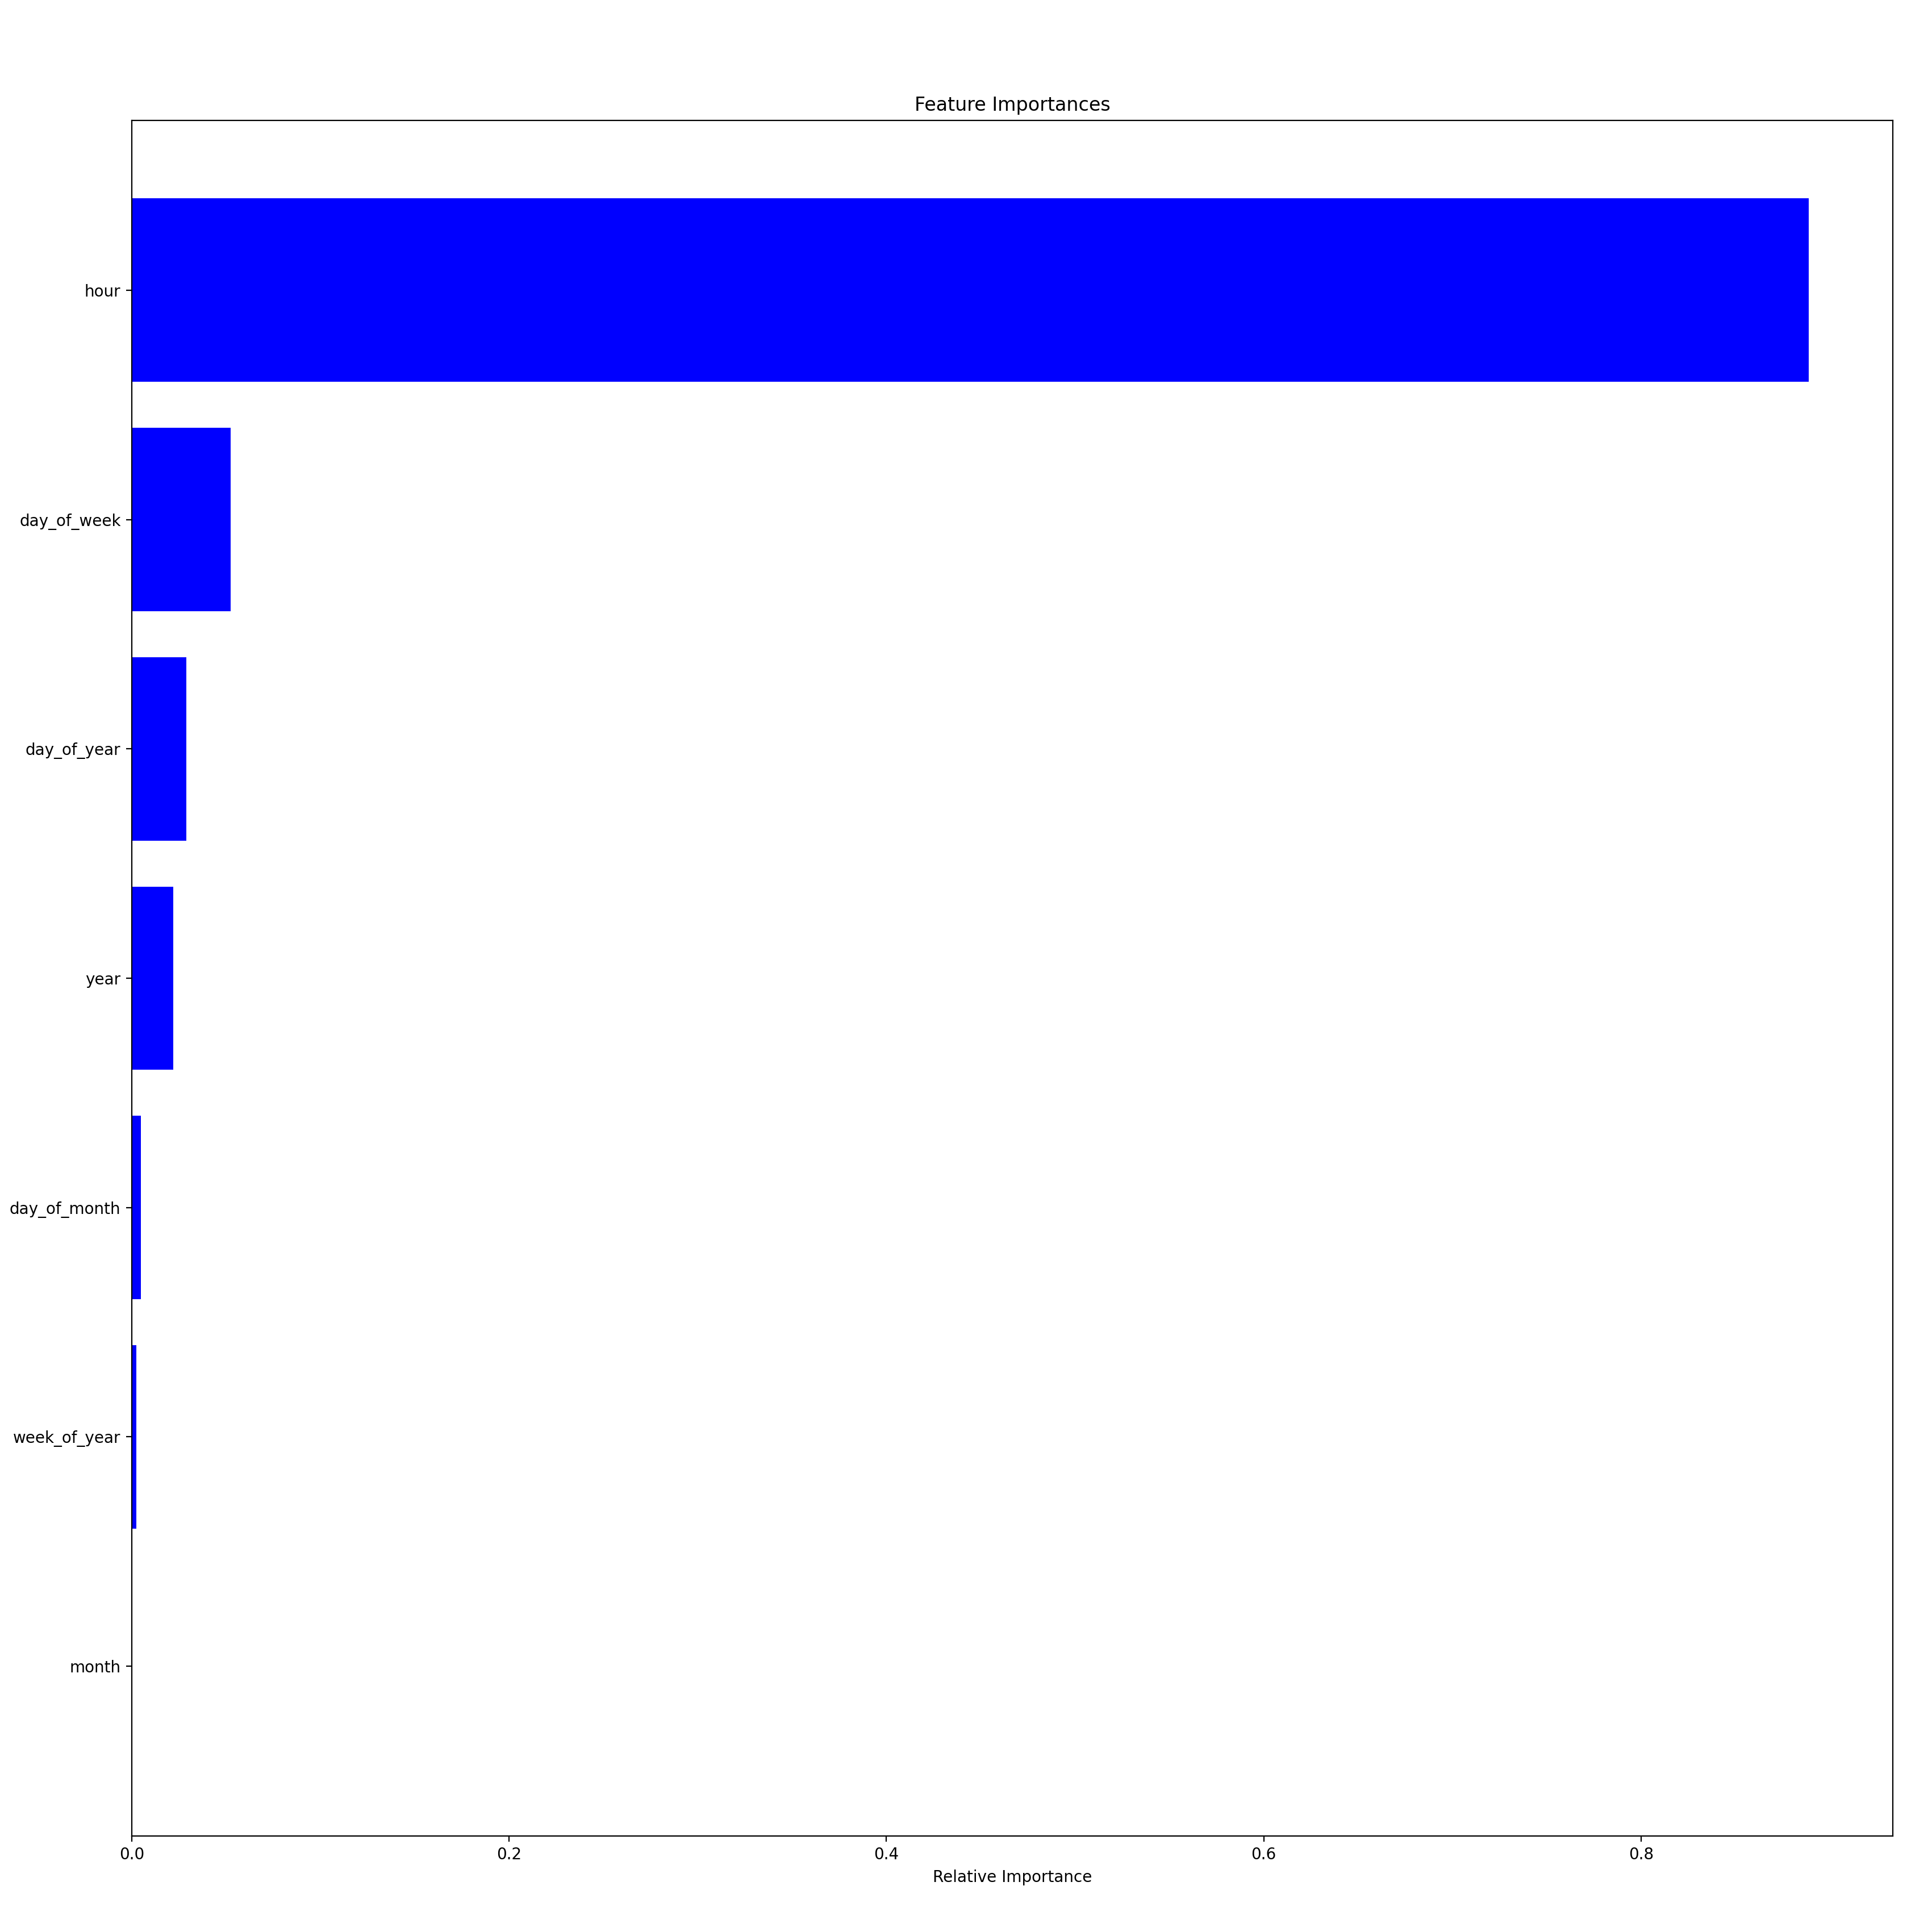 Feature Importances
hour
day_of_week
day_of_year
year
day_of_month
week_of_year
month
0.0 0.2 0.4 0.6 0.8
Relative Importance